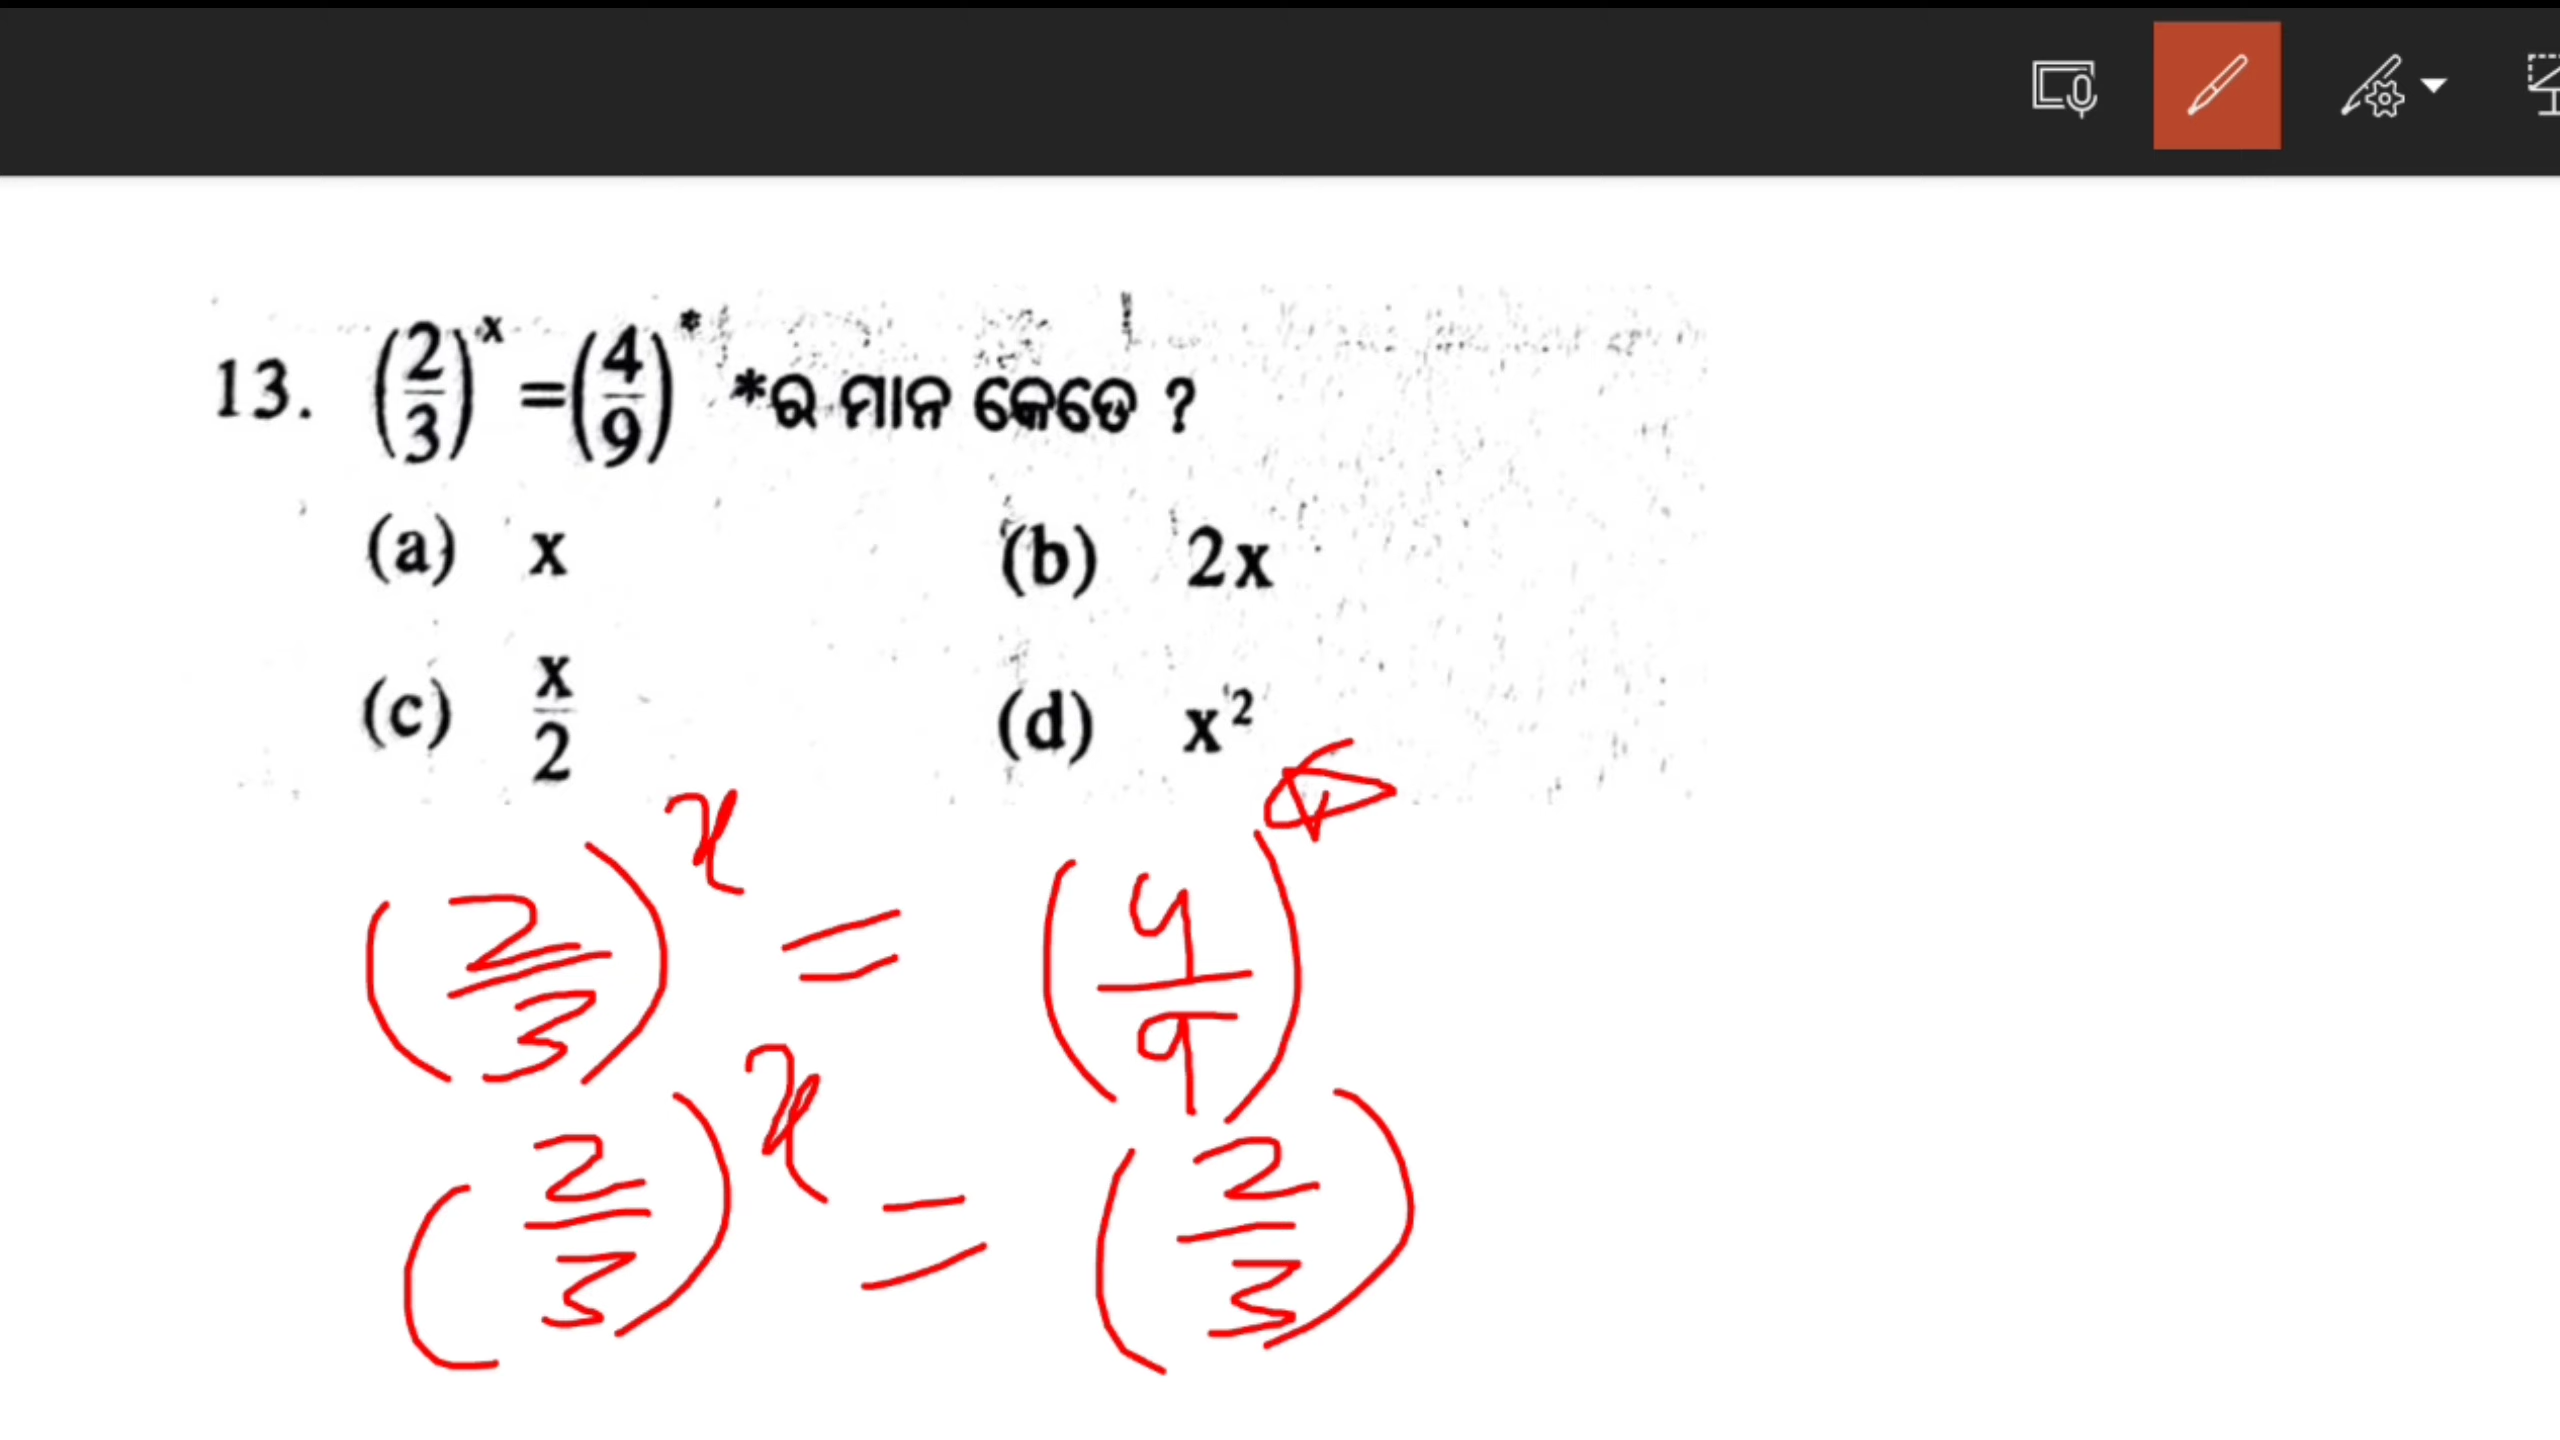 13. (2/3)^x = (4/9)^* *ର ମାନ କେତେ ?
(a) x (b) 2x
(c) x/2 (d) x²
(2/3)^x = (4/9)^*
(2/3)^x = (2/3)